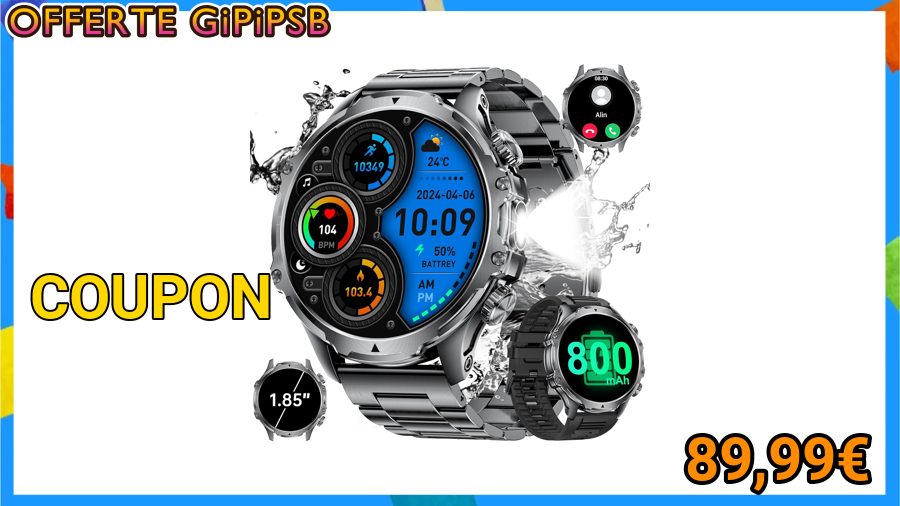 OFFERTE GiPiPSB
08:30
Alin
10349
24°C
2024-04-06
10:09
104
BPM
50%
BATTREY
103.4
AM
PM
COUPON
800
mAh
1.85"
89,99€